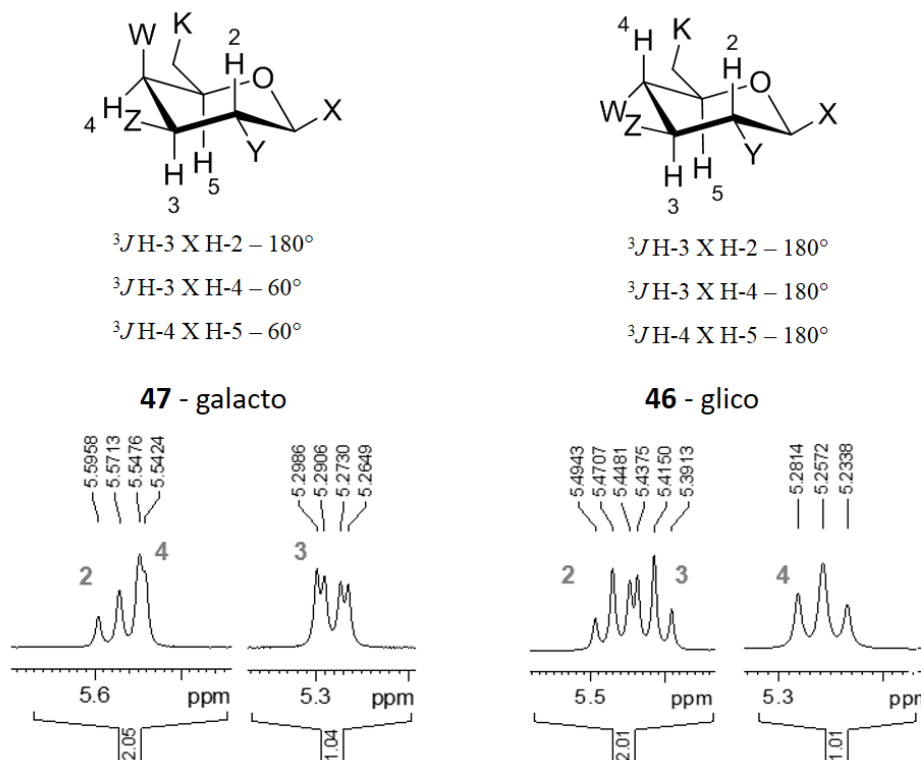 K
W
H
2
H
O
X
H
4
Z
Y
H
H
5
3
³J H-3 X H-2 – 180°
³J H-3 X H-4 – 60°
³J H-4 X H-5 – 60°
47 - galacto
4
H
K
2
H
O
X
W
Z
Y
H
H
5
3
³J H-3 X H-2 – 180°
³J H-3 X H-4 – 180°
³J H-4 X H-5 – 180°
46 - glico
5.5958
5.5713
5.5476
5.5424
5.2986
5.2906
5.2730
5.2649
2
4
3
5.6
ppm
5.3
ppm
2.05
1.04
5.4943
5.4707
5.4481
5.4375
5.4150
5.3913
5.2814
5.2572
5.2338
2
3
4
5.5
ppm
5.3
ppm
2.01
1.01